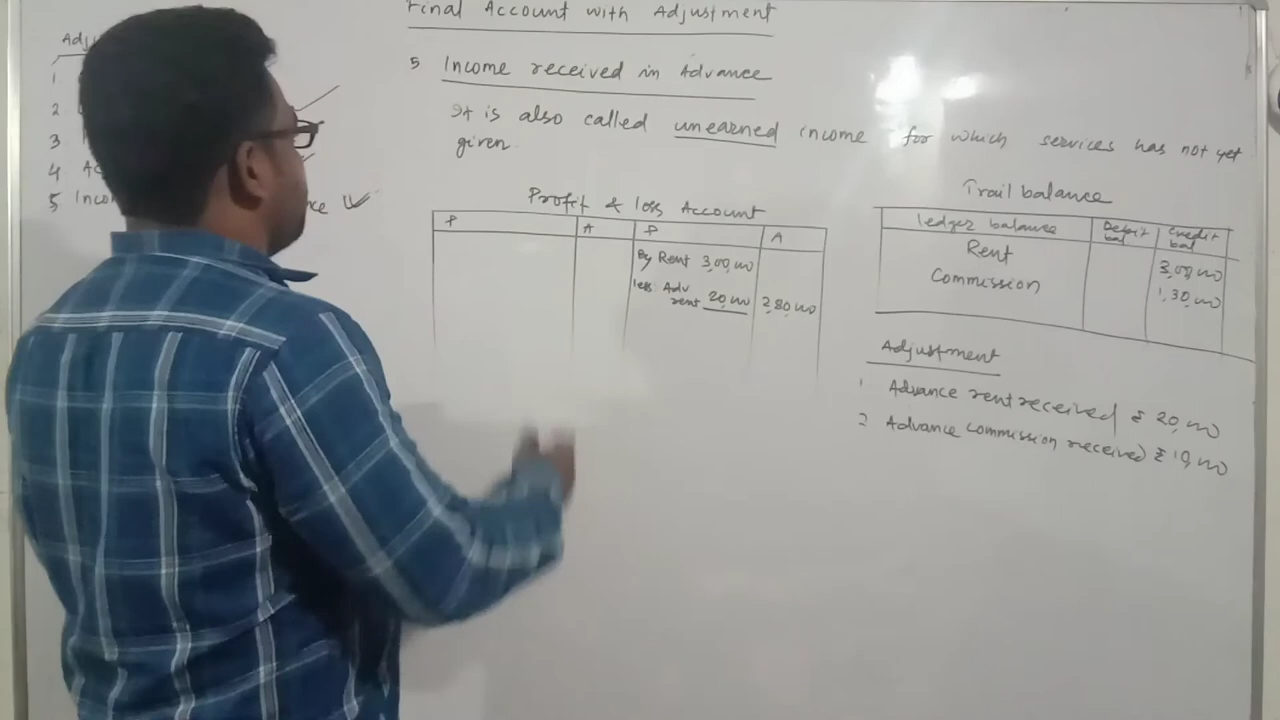 Final Account with Adjustment
5 Income received in Advance
It is also called unearned income for which services has not yet
given.
Adj
1
2
3
4
5 Inco nce
Profit & loss Account
P A P A
By Rent 3,00,000
less Adv
rent 20,000 2,80,000
Trail balance
ledger balance Debit bal Credit bal
Rent 3,00,000
Commission 1,30,000
Adjustment
1 Advance rent received ₹ 20,000
2 Advance Commission received ₹ 10,000